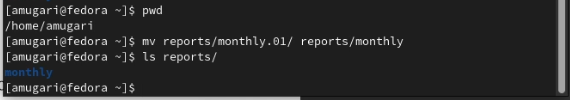 [amugari@fedora ~]$ pwd
/home/amugari
[amugari@fedora ~]$ mv reports/monthly.01/ reports/monthly
[amugari@fedora ~]$ ls reports/
monthly
[amugari@fedora ~]$